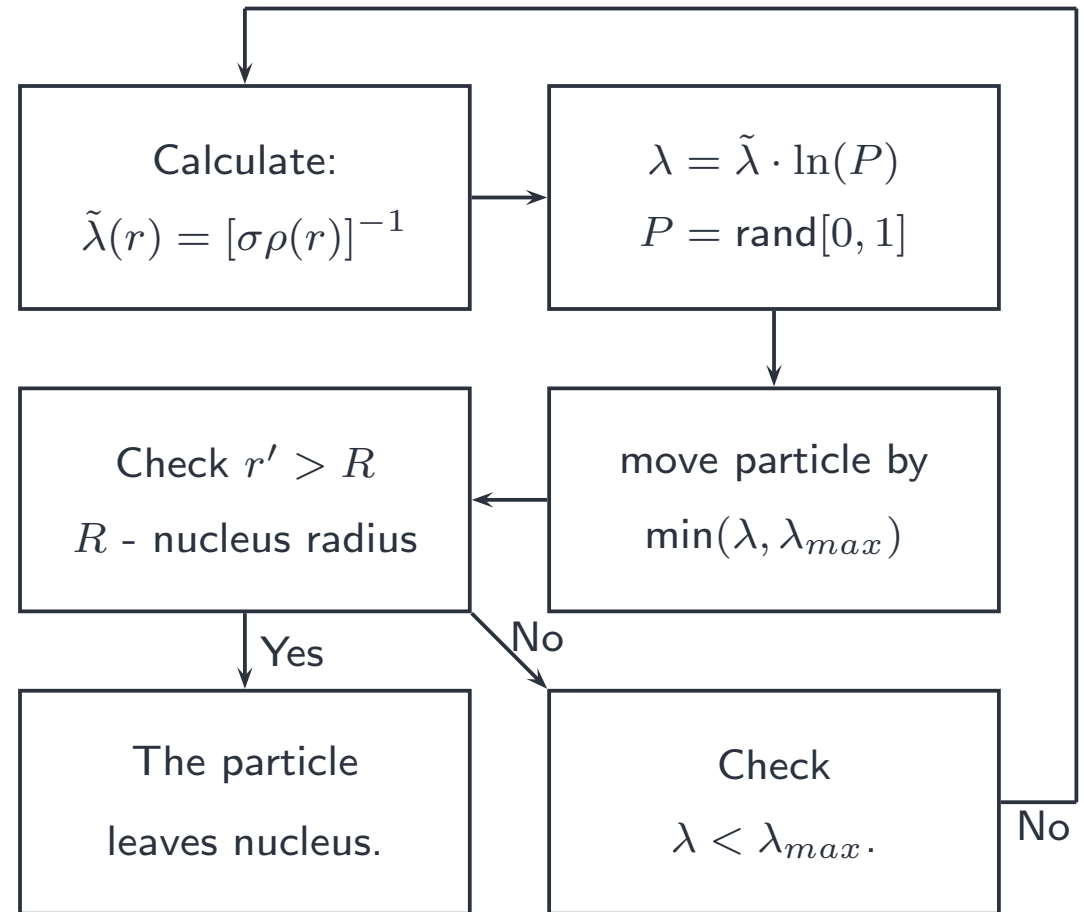 Calculate:
λ̃(r) = [σρ(r)]⁻¹
λ = λ̃ · ln(P)
P = rand[0, 1]
move particle by
min(λ, λ_max)
Check r′ > R
R - nucleus radius
Yes
No
The particle
leaves nucleus.
Check
λ < λ_max.
No